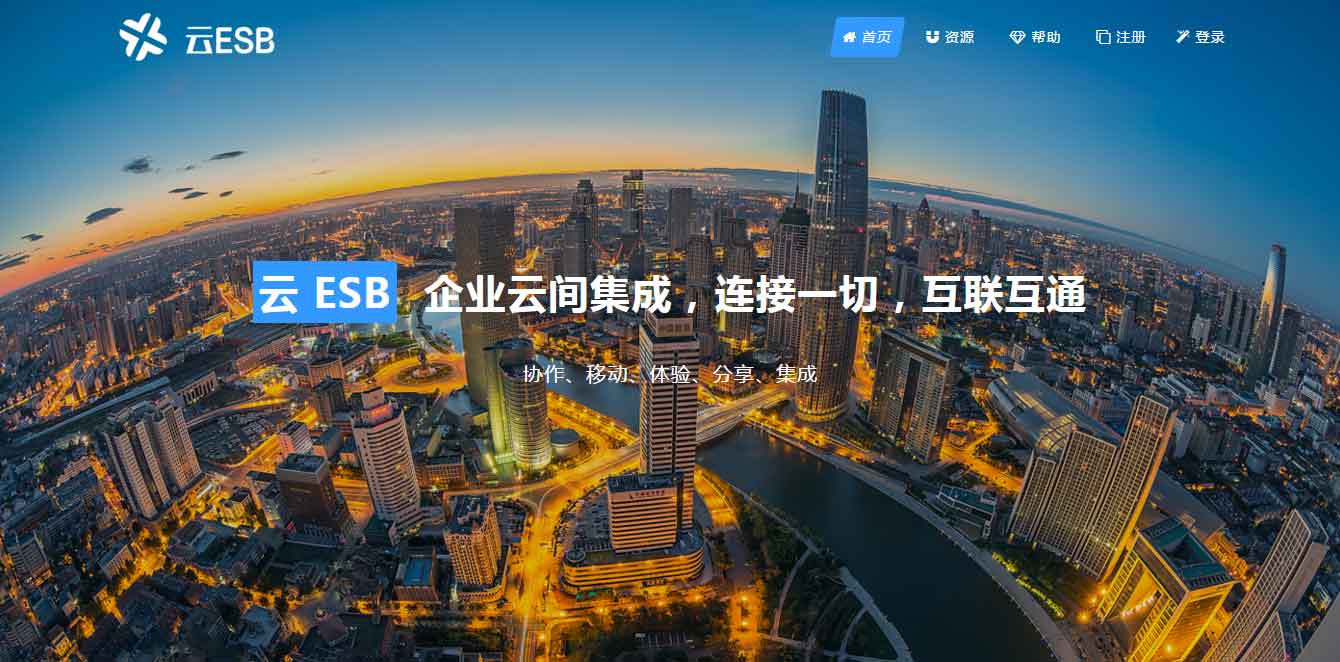 云ESB
首页 资源 帮助 注册 登录
云 ESB 企业云间集成，连接一切，互联互通
协作、移动、体验、分享、集成